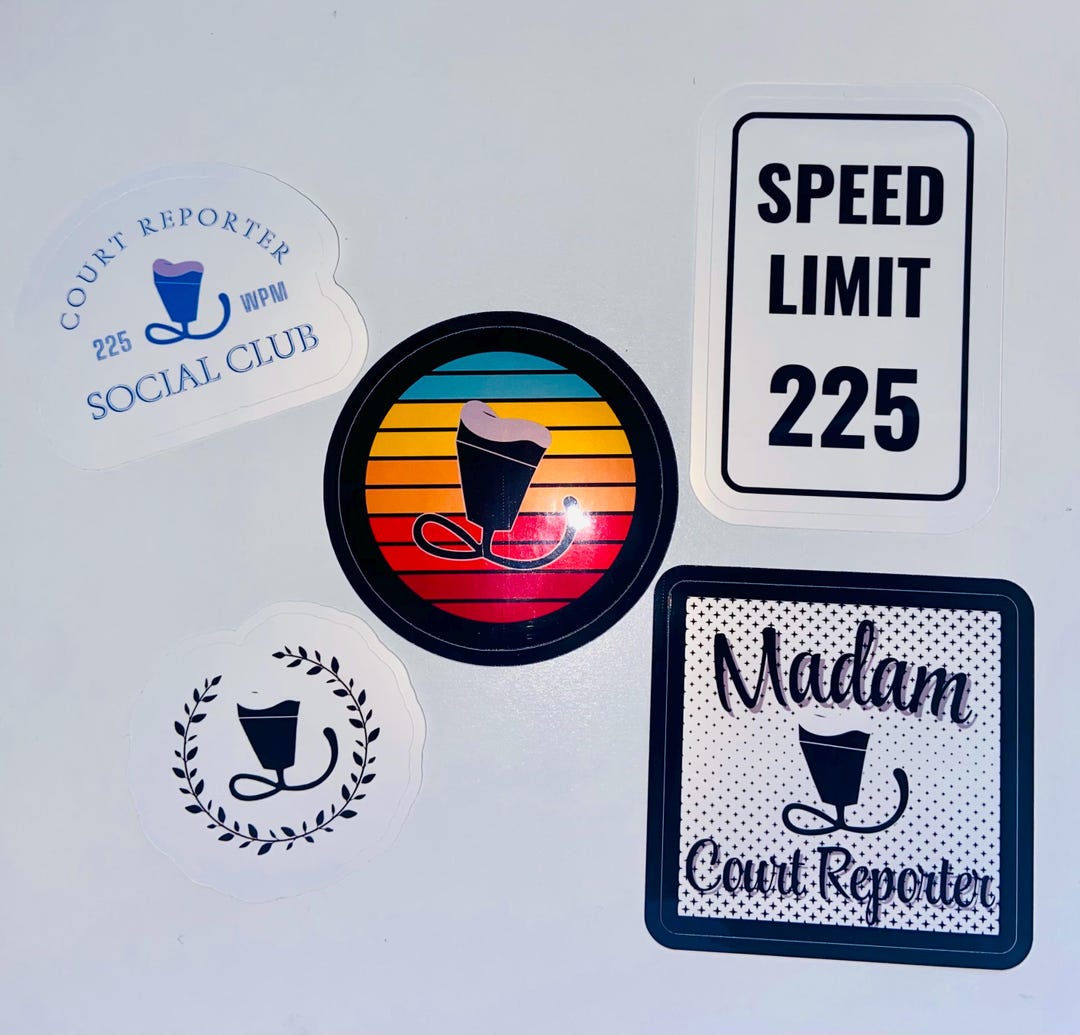 COURT REPORTER
225 WPM
SOCIAL CLUB
SPEED
LIMIT
225
Madam
Court Reporter